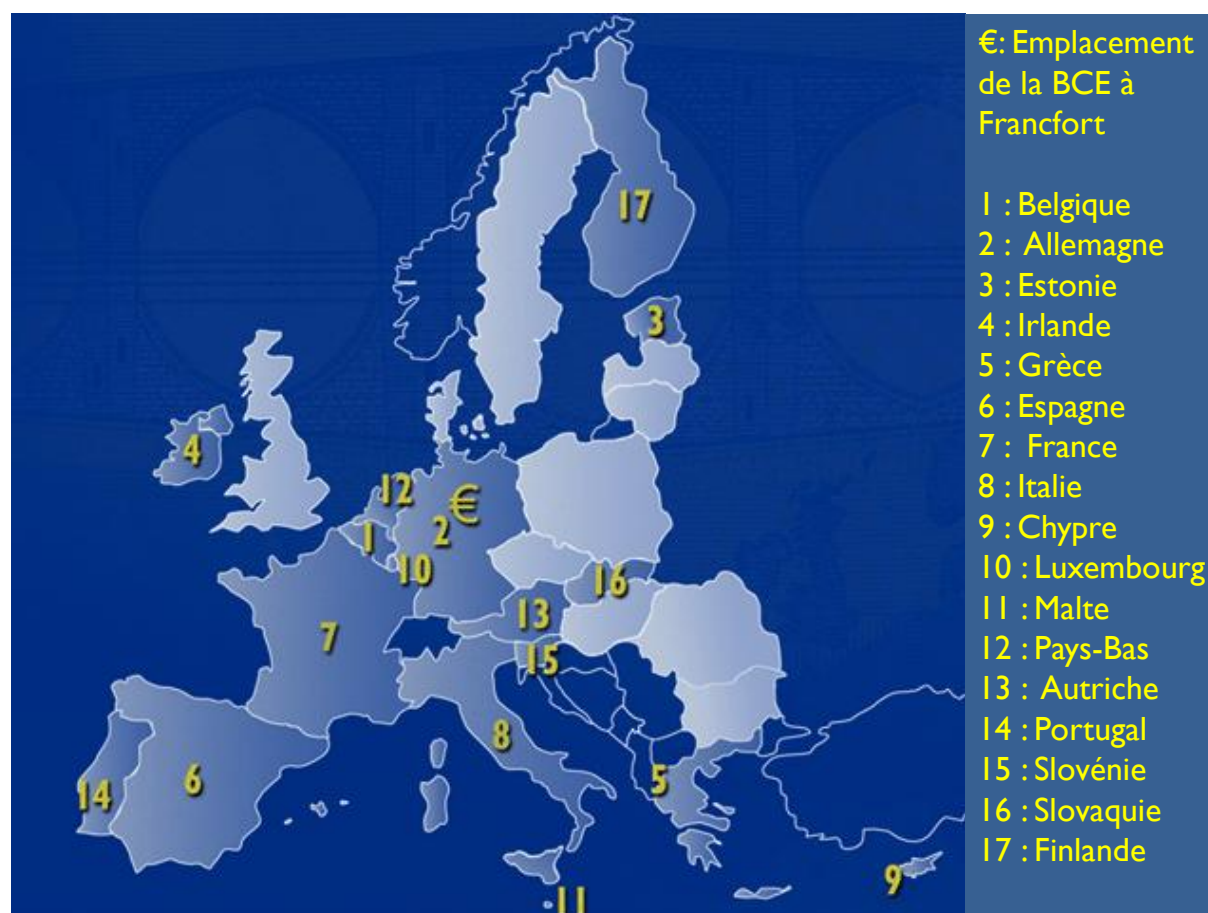 17
3
4
12
€
2
1
10
16
13
7
15
8
5
6
14
9
11
€: Emplacement
de la BCE à
Francfort
1 : Belgique
2 : Allemagne
3 : Estonie
4 : Irlande
5 : Grèce
6 : Espagne
7 : France
8 : Italie
9 : Chypre
10 : Luxembourg
11 : Malte
12 : Pays-Bas
13 : Autriche
14 : Portugal
15 : Slovénie
16 : Slovaquie
17 : Finlande